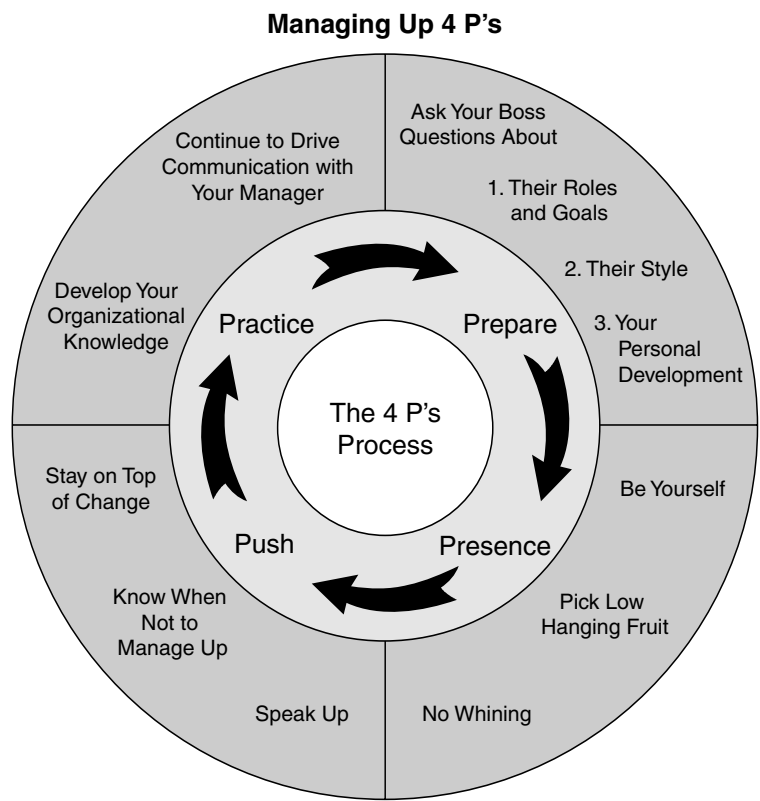 Managing Up 4 P's
Ask Your Boss
Questions About
1. Their Roles
and Goals
2. Their Style
3. Your
Personal
Development
Be Yourself
Pick Low
Hanging Fruit
No Whining
Speak Up
Know When
Not to
Manage Up
Stay on Top
of Change
Develop Your
Organizational
Knowledge
Continue to Drive
Communication with
Your Manager
Prepare
Presence
Push
Practice
The 4 P's
Process